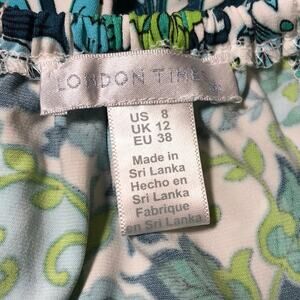 LONDON TIMES
US 8
UK 12
EU 38
Made in
Sri Lanka
Hecho en
Sri Lanka
Fabrique
en
Sri Lanka